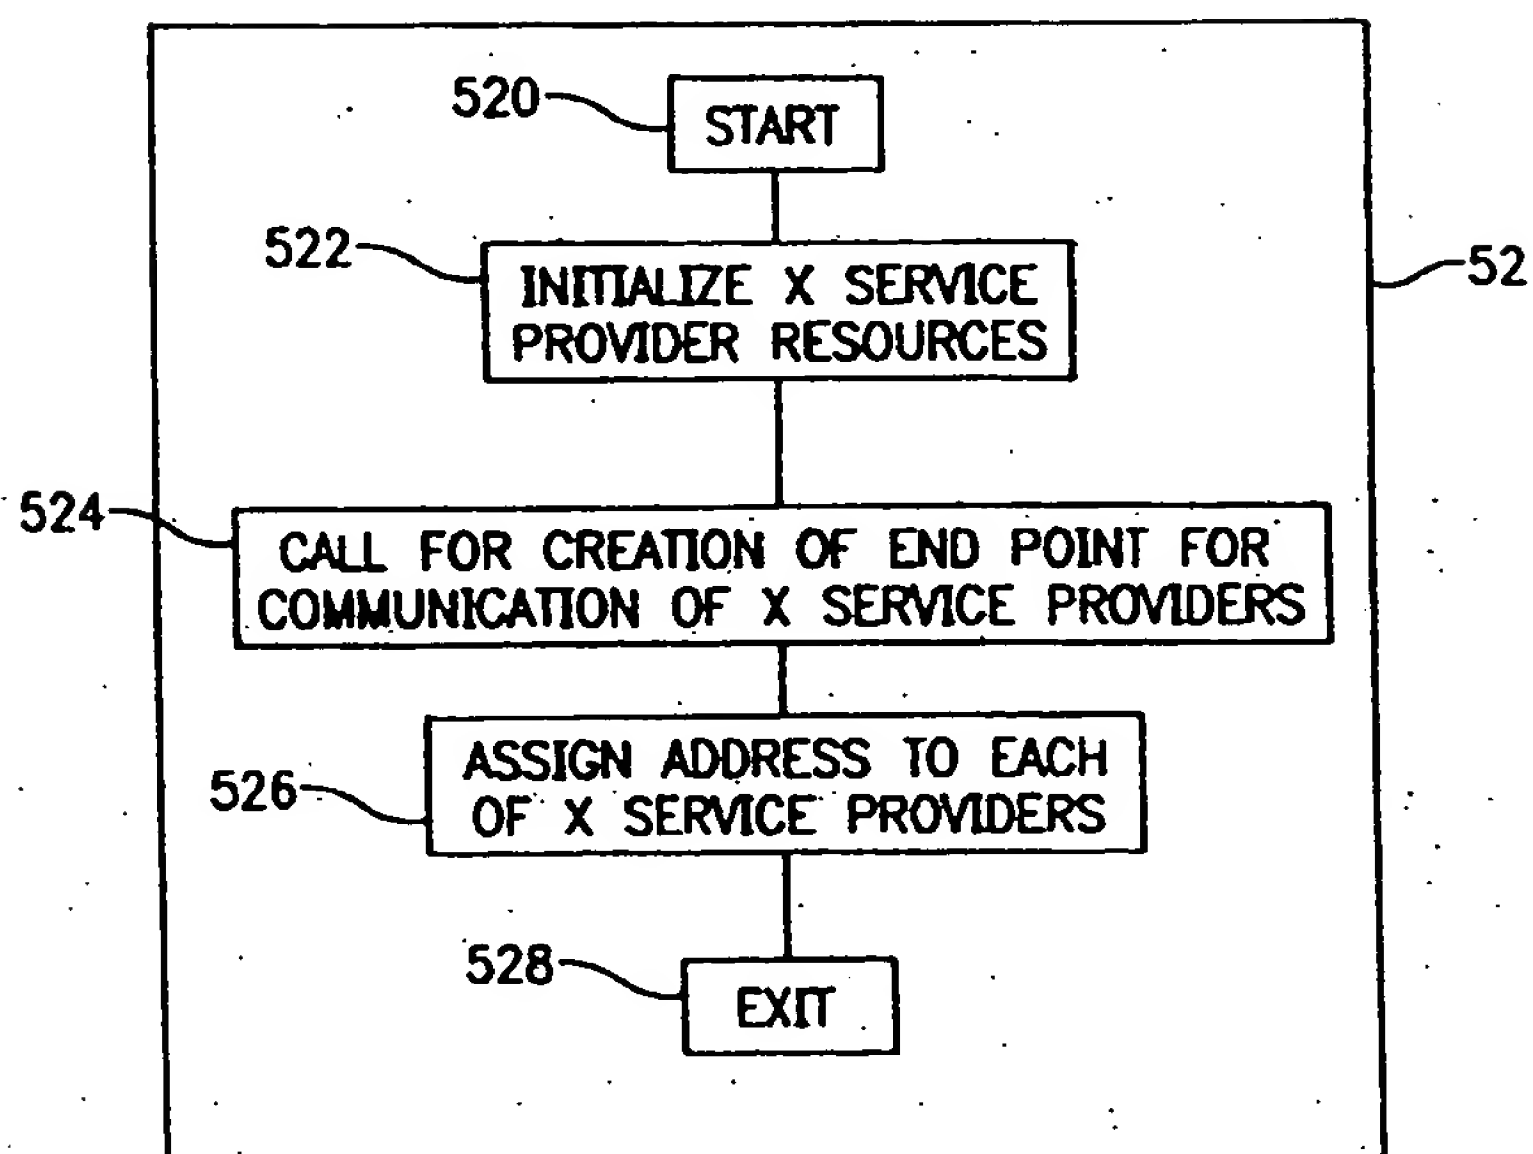 520
START
522
INITIALIZE X SERVICE
PROVIDER RESOURCES
52
524
CALL FOR CREATION OF END POINT FOR
COMMUNICATION OF X SERVICE PROVIDERS
526
ASSIGN ADDRESS TO EACH
OF X SERVICE PROVIDERS
528
EXIT